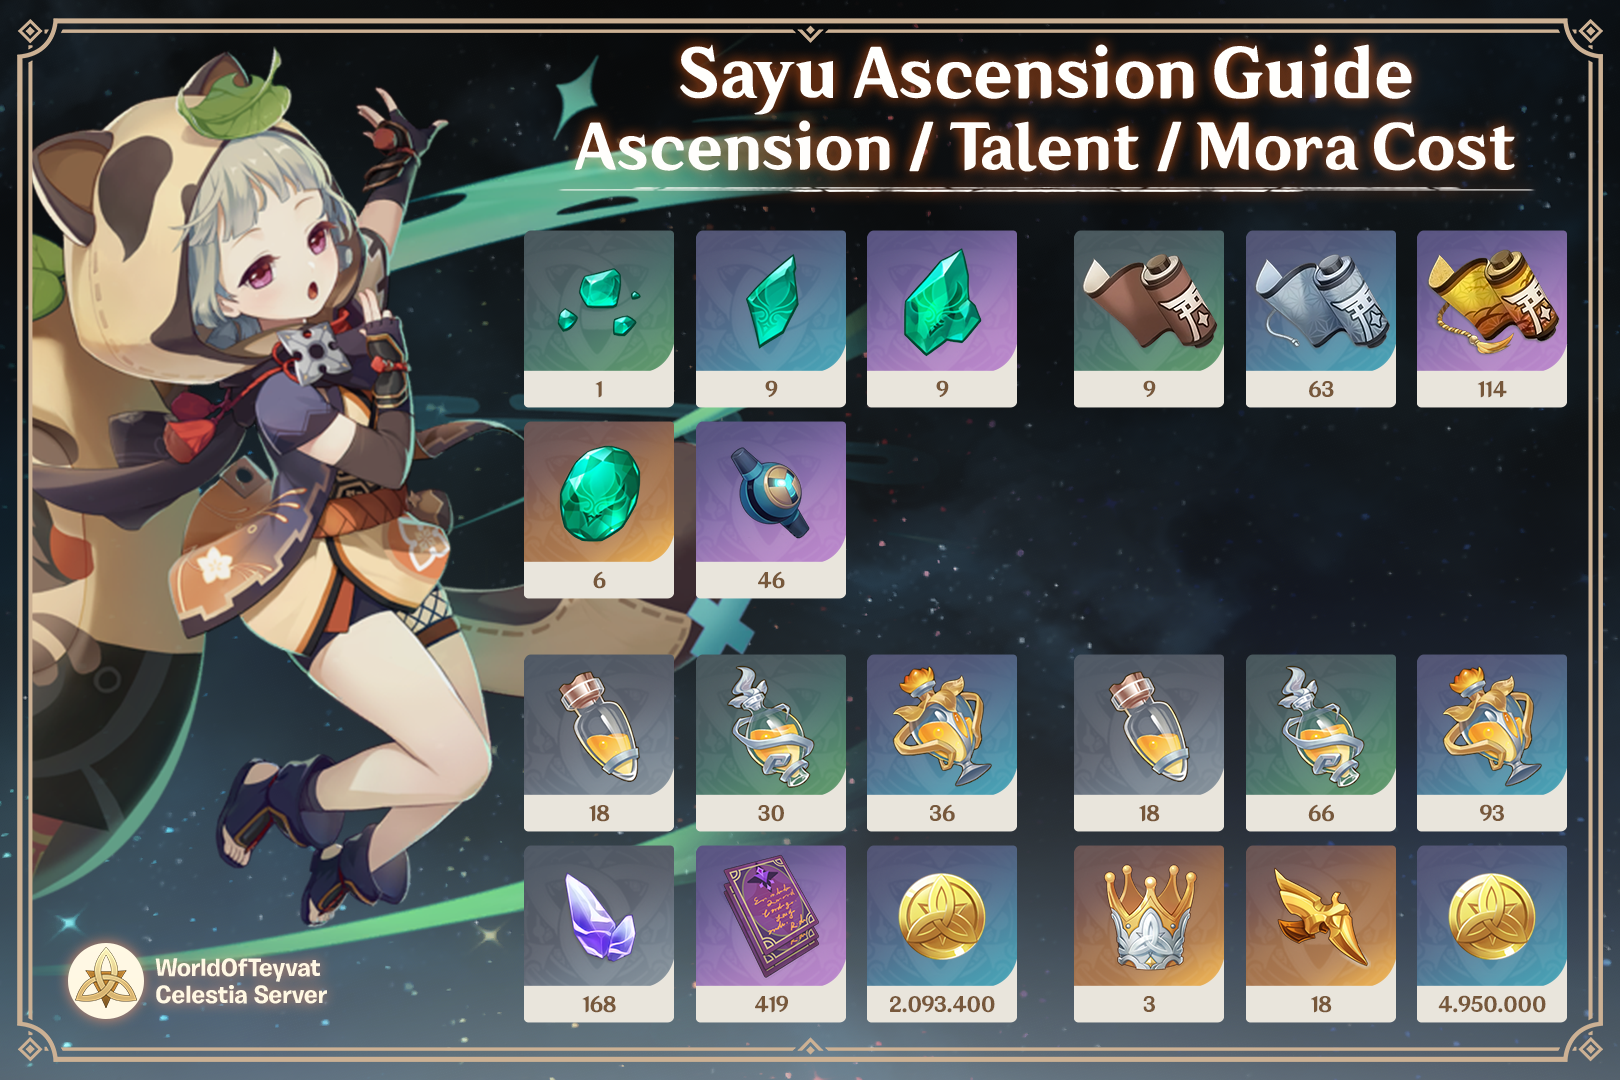 Sayu Ascension Guide
Ascension / Talent / Mora Cost
1 9 9 9 63 114
6 46
18 30 36 18 66 93
168 419 2.093.400 3 18 4.950.000
WorldOfTeyvat
Celestia Server